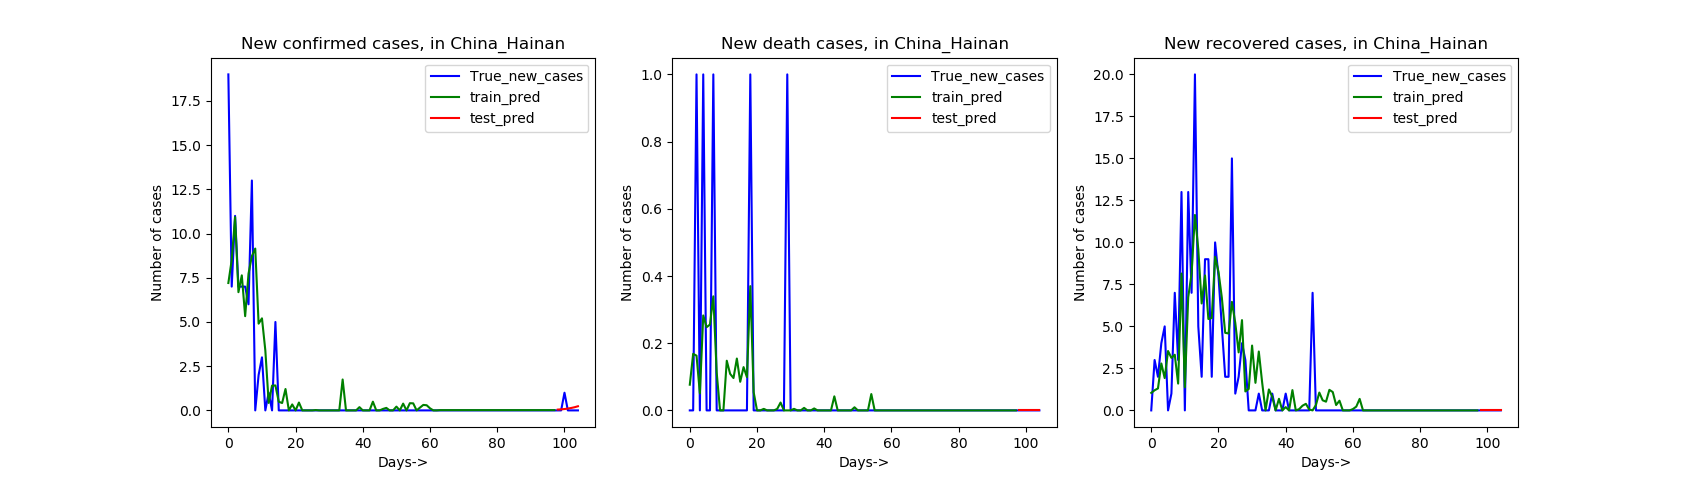 New confirmed cases, in China_Hainan
True_new_cases
train_pred
test_pred
Number of cases
17.5
15.0
12.5
10.0
7.5
5.0
2.5
0.0
0 20 40 60 80 100
Days->
New death cases, in China_Hainan
True_new_cases
train_pred
test_pred
Number of cases
1.0
0.8
0.6
0.4
0.2
0.0
0 20 40 60 80 100
Days->
New recovered cases, in China_Hainan
True_new_cases
train_pred
test_pred
Number of cases
20.0
17.5
15.0
12.5
10.0
7.5
5.0
2.5
0.0
0 20 40 60 80 100
Days->